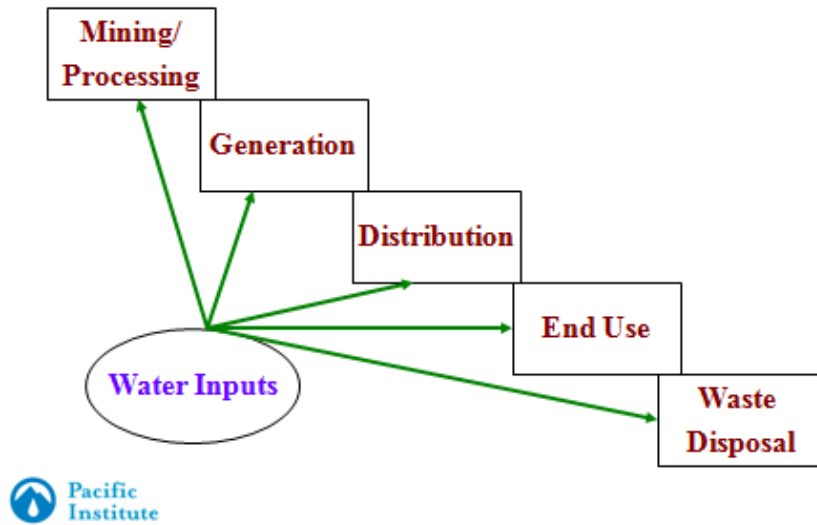 Mining/
Processing
Generation
Distribution
End Use
Water Inputs
Waste
Disposal
Pacific
Institute